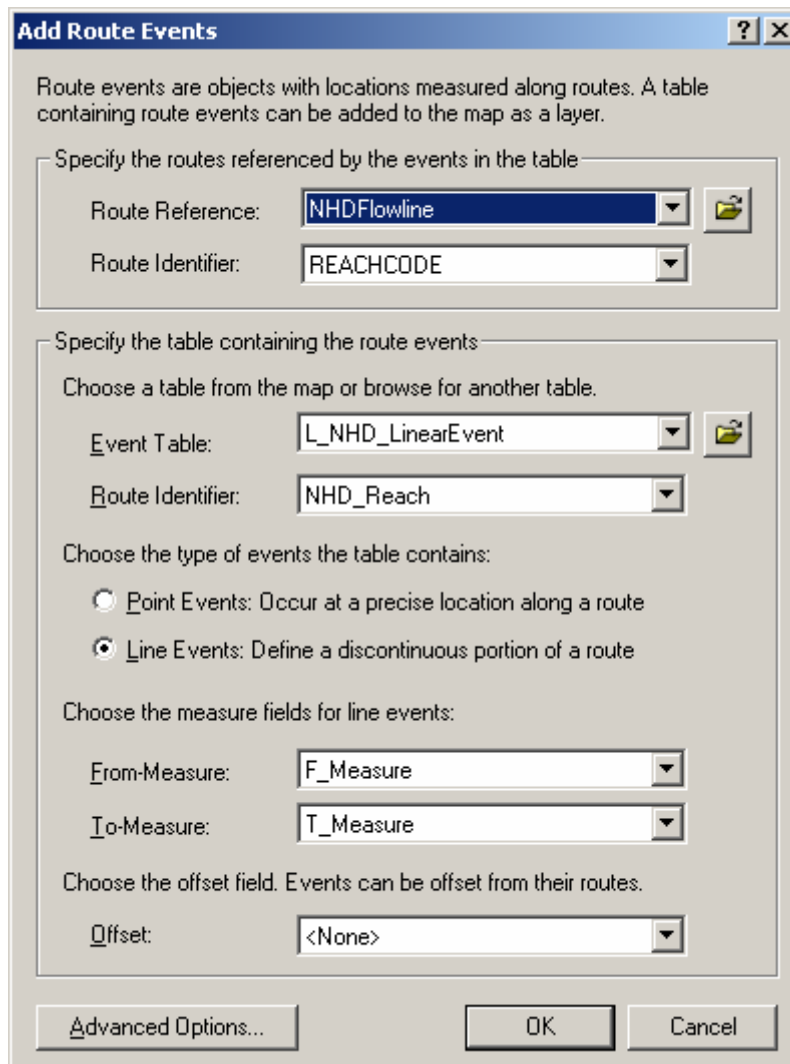 Add Route Events
Route events are objects with locations measured along routes. A table
containing route events can be added to the map as a layer.
Specify the routes referenced by the events in the table
Route Reference: NHDFlowline
Route Identifier: REACHCODE
Specify the table containing the route events
Choose a table from the map or browse for another table.
Event Table: L_NHD_LinearEvent
Route Identifier: NHD_Reach
Choose the type of events the table contains:
Point Events: Occur at a precise location along a route
Line Events: Define a discontinuous portion of a route
Choose the measure fields for line events:
From-Measure: F_Measure
To-Measure: T_Measure
Choose the offset field. Events can be offset from their routes.
Offset: <None>
Advanced Options... OK Cancel